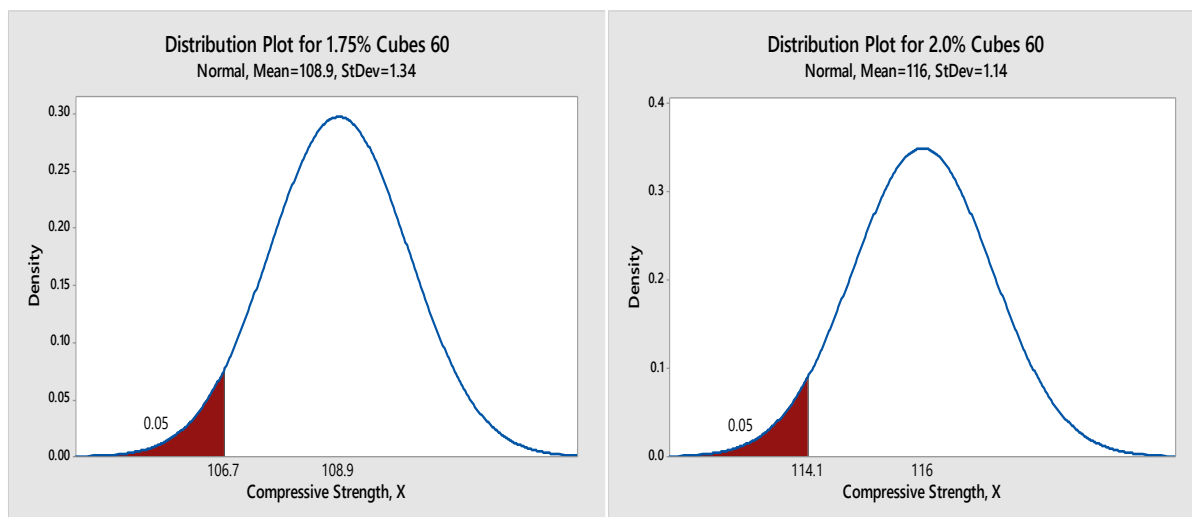 Distribution Plot for 1.75% Cubes 60
Normal, Mean=108.9, StDev=1.34
0.30
0.25
0.20
0.15
0.10
0.05
0.00
Density
0.05
106.7
108.9
Compressive Strength, X
Distribution Plot for 2.0% Cubes 60
Normal, Mean=116, StDev=1.14
0.4
0.3
0.2
0.1
0.0
Density
0.05
114.1
116
Compressive Strength, X